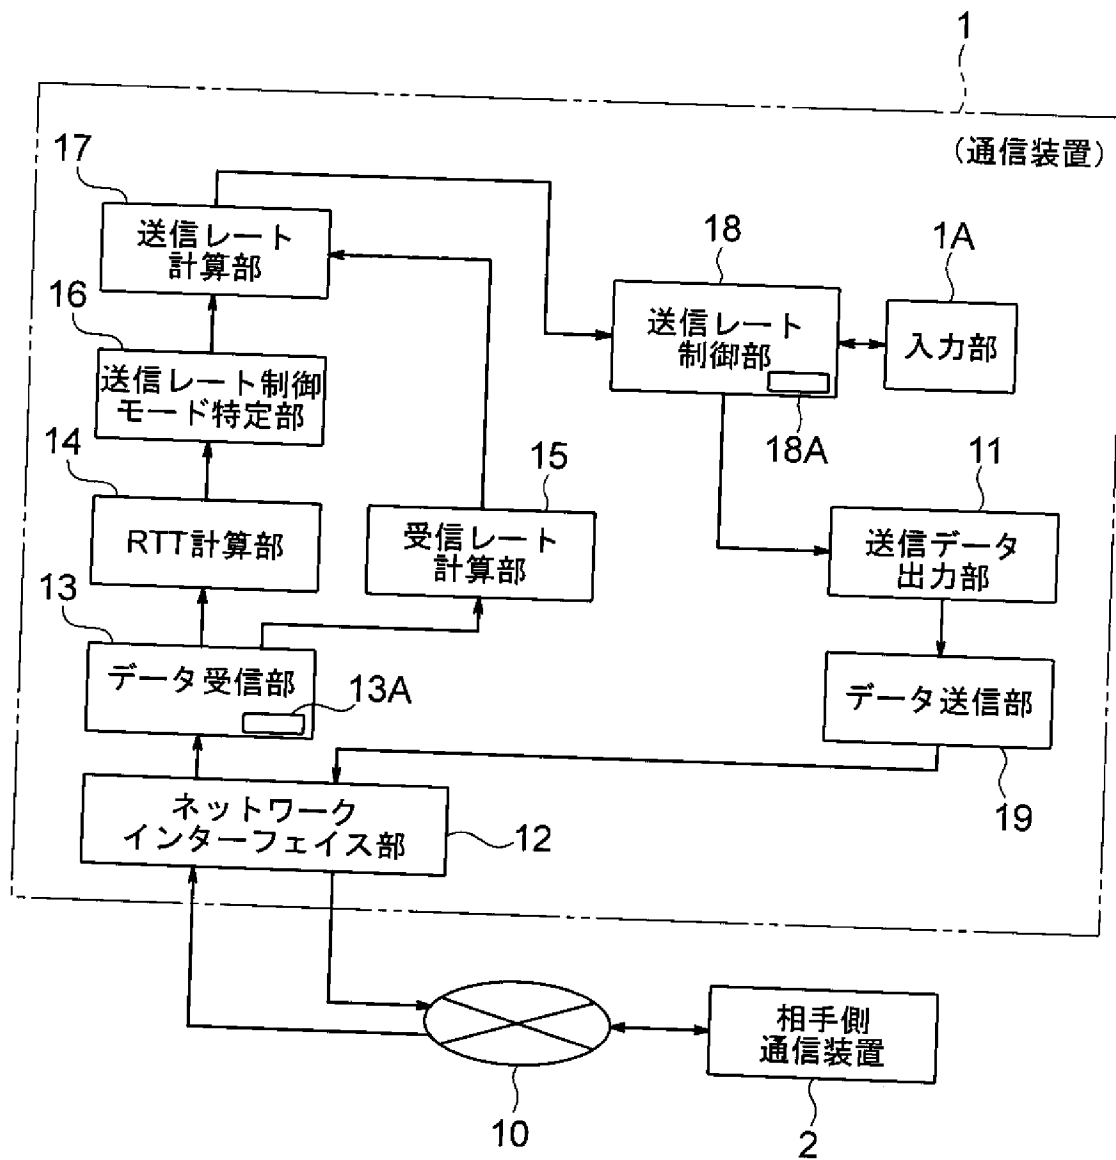 1
(通信装置)
17
送信レート
計算部
18
送信レート
制御部
18A
1A
入力部
16
送信レート制御
モード特定部
14
RTT計算部
15
受信レート
計算部
11
送信データ
出力部
13
データ受信部
13A
データ送信部
19
ネットワーク
インターフェイス部
12
10
相手側
通信装置
2